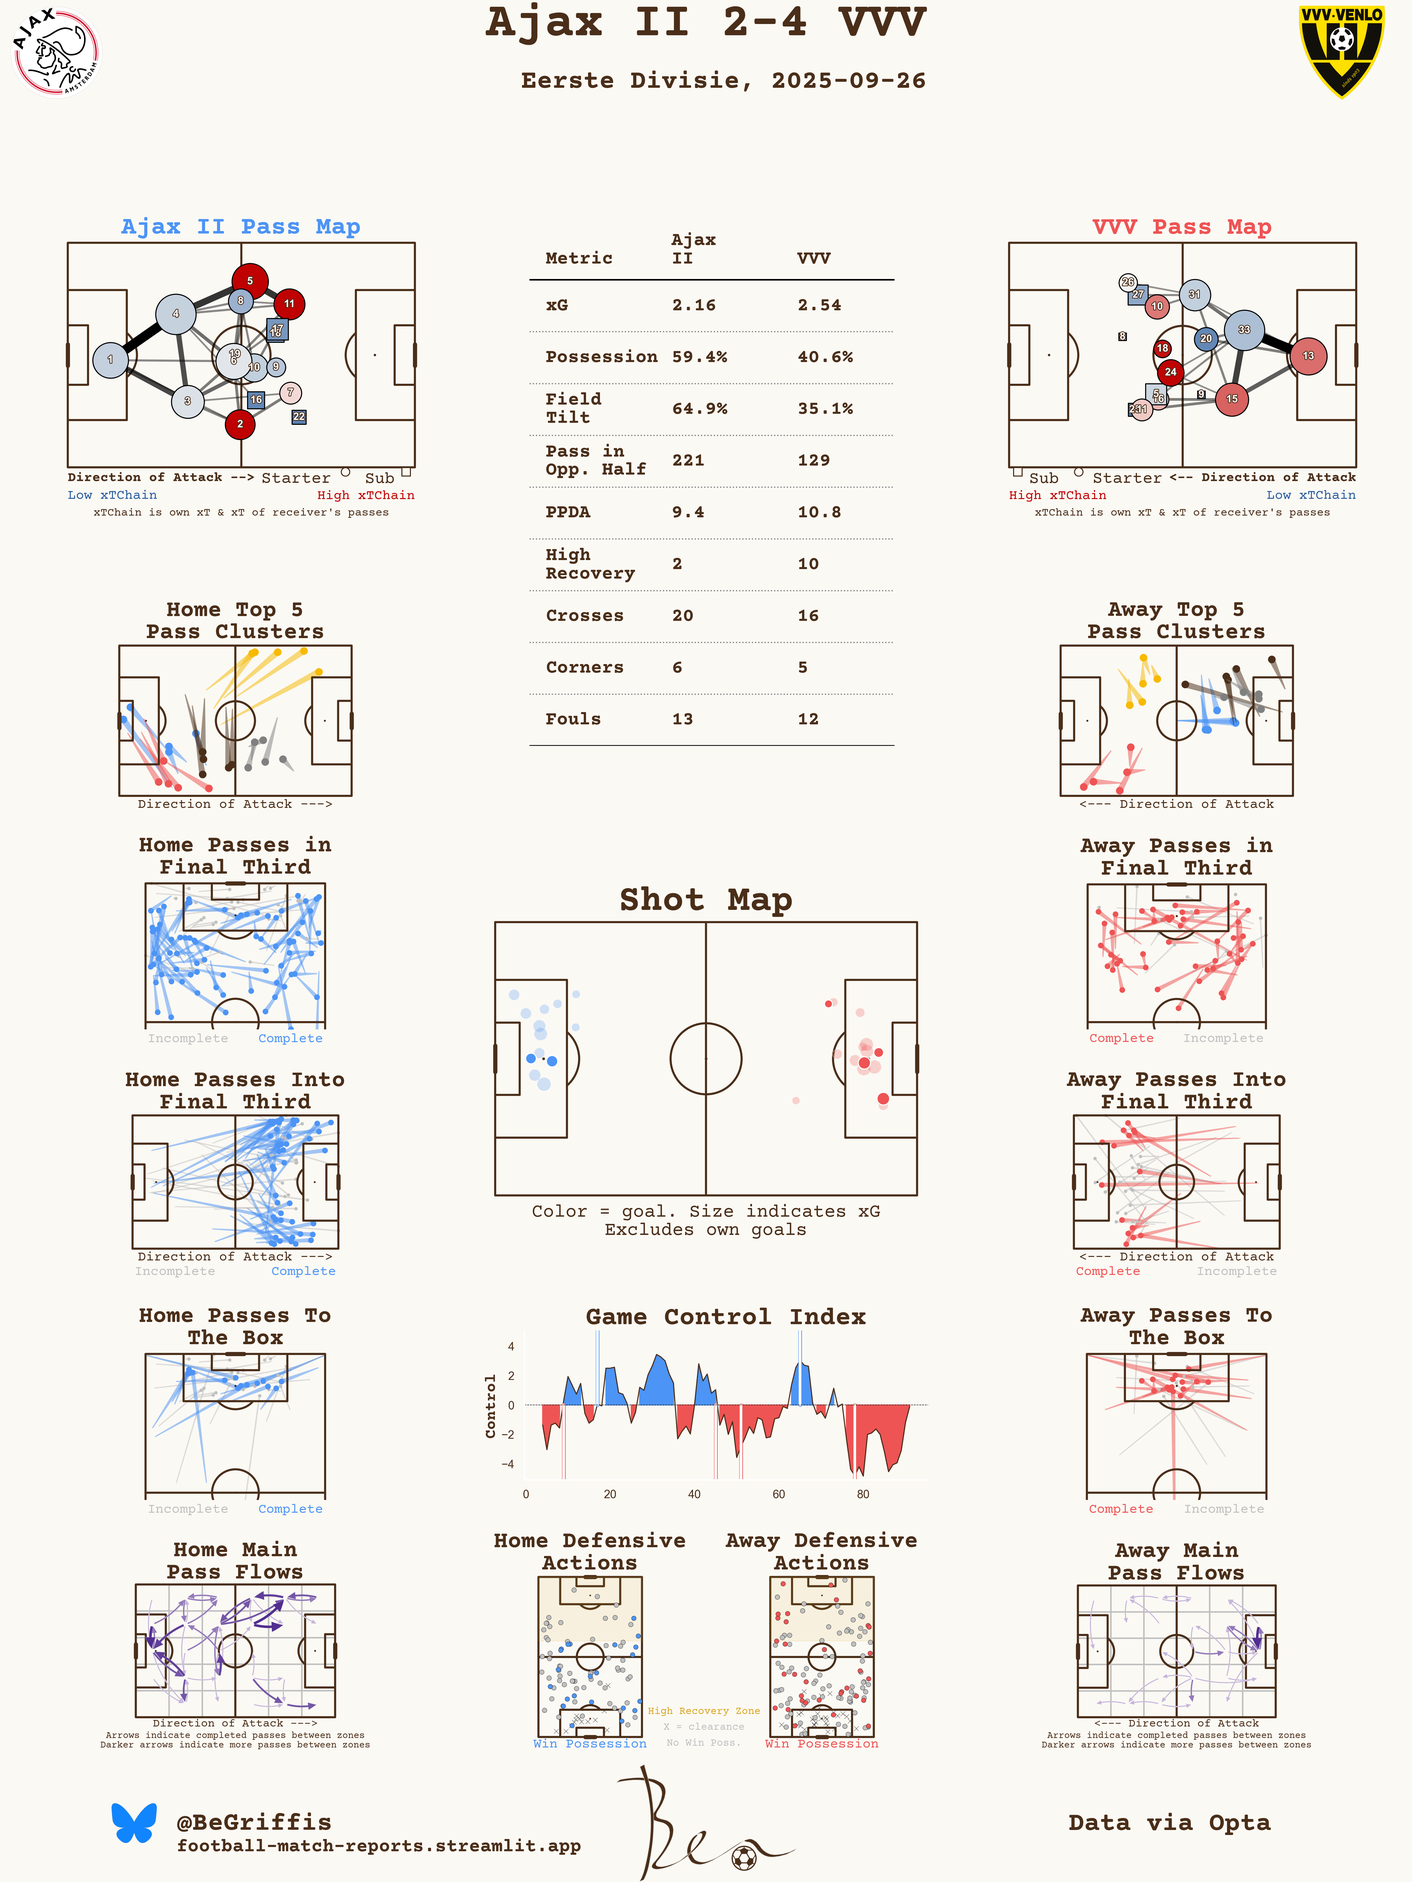 Ajax II 2-4 VVV
Eerste Divisie, 2025-09-26
AJAX
AMSTERDAM
VVV-VENLO
Ajax II Pass Map
5
8
11
4
17
18
1
19
6
10
9
3
16
7
2
22
Direction of Attack --> Starter Sub
Low xTChain High xTChain
xTChain is own xT & xT of receiver's passes
Metric Ajax II VVV
xG 2.16 2.54
Possession 59.4% 40.6%
Field Tilt 64.9% 35.1%
Pass in Opp. Half 221 129
PPDA 9.4 10.8
High Recovery 2 10
Crosses 20 16
Corners 6 5
Fouls 13 12
VVV Pass Map
26
27
10
31
8
18
20
33
13
24
5
16
9
15
11
Sub Starter <-- Direction of Attack
High xTChain Low xTChain
xTChain is own xT & xT of receiver's passes
Home Top 5
Pass Clusters
Direction of Attack --->
Away Top 5
Pass Clusters
<--- Direction of Attack
Home Passes in
Final Third
Incomplete Complete
Away Passes in
Final Third
Complete Incomplete
Shot Map
Color = goal. Size indicates xG
Excludes own goals
Home Passes Into
Final Third
Direction of Attack --->
Incomplete Complete
Away Passes Into
Final Third
<--- Direction of Attack
Complete Incomplete
Home Passes To
The Box
Incomplete Complete
Game Control Index
Control
4
2
0
−2
−4
0 20 40 60 80
Away Passes To
The Box
Complete Incomplete
Home Main
Pass Flows
Direction of Attack --->
Arrows indicate completed passes between zones
Darker arrows indicate more passes between zones
Home Defensive
Actions
Win Possession
High Recovery Zone
X = clearance
No Win Poss.
Away Defensive
Actions
Win Possession
Away Main
Pass Flows
<--- Direction of Attack
Arrows indicate completed passes between zones
Darker arrows indicate more passes between zones
@BeGriffis
football-match-reports.streamlit.app
Ben
Data via Opta